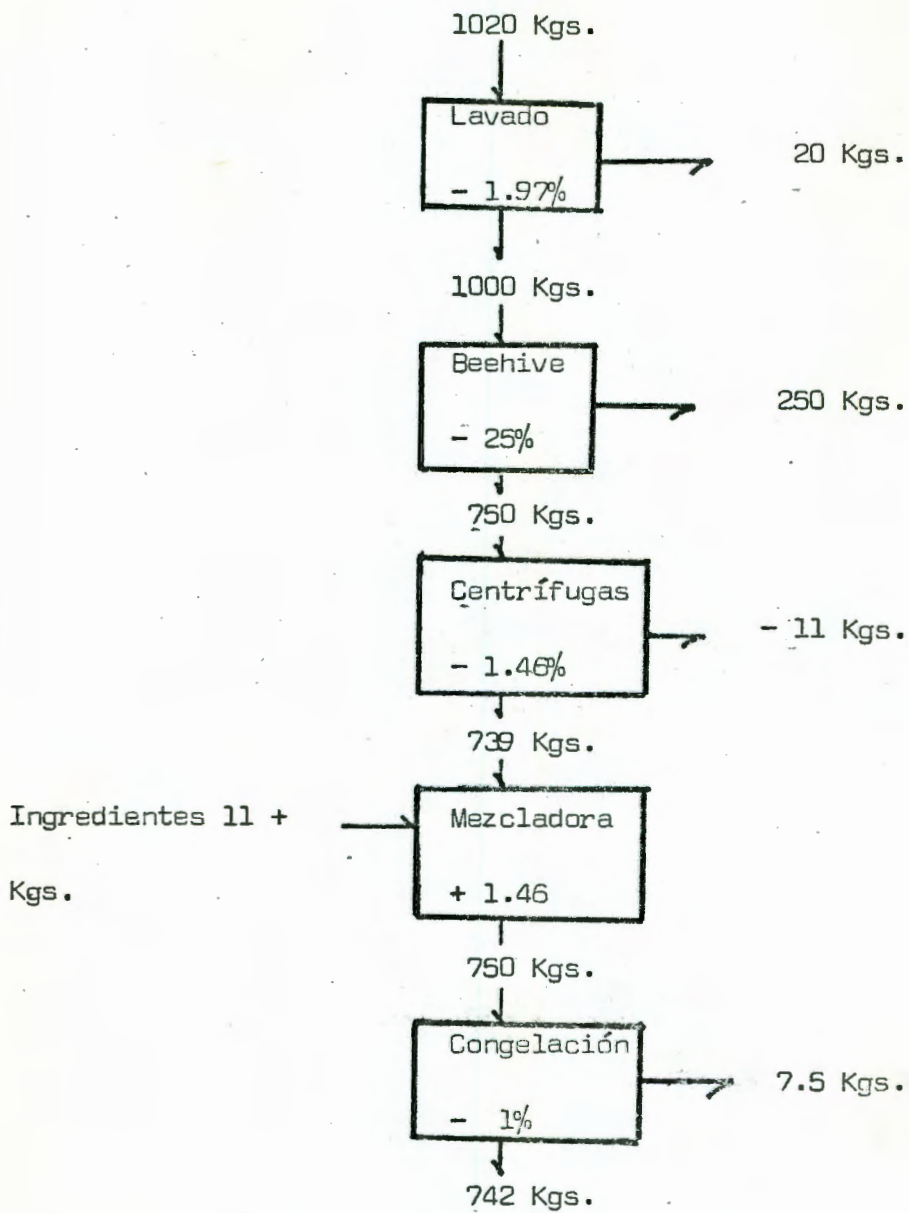 1020 Kgs.
Lavado
20 Kgs.
- 1.97%
1000 Kgs.
Beehive
250 Kgs.
- 25%
750 Kgs.
Centrífugas
- 11 Kgs.
- 1.46%
739 Kgs.
Ingredientes 11 +
Kgs.
Mezcladora
+ 1.46
750 Kgs.
Congelación
7.5 Kgs.
- 1%
742 Kgs.